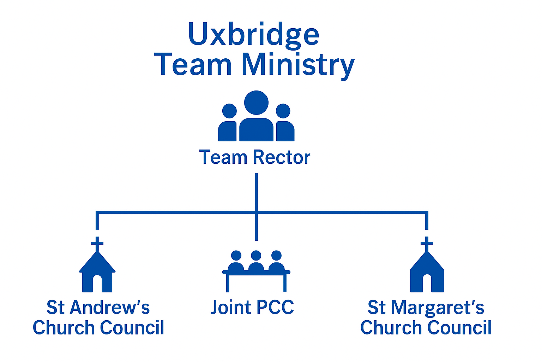 Uxbridge
Team Ministry
Team Rector
St Andrew's
Church Council
Joint PCC
St Margaret's
Church Council